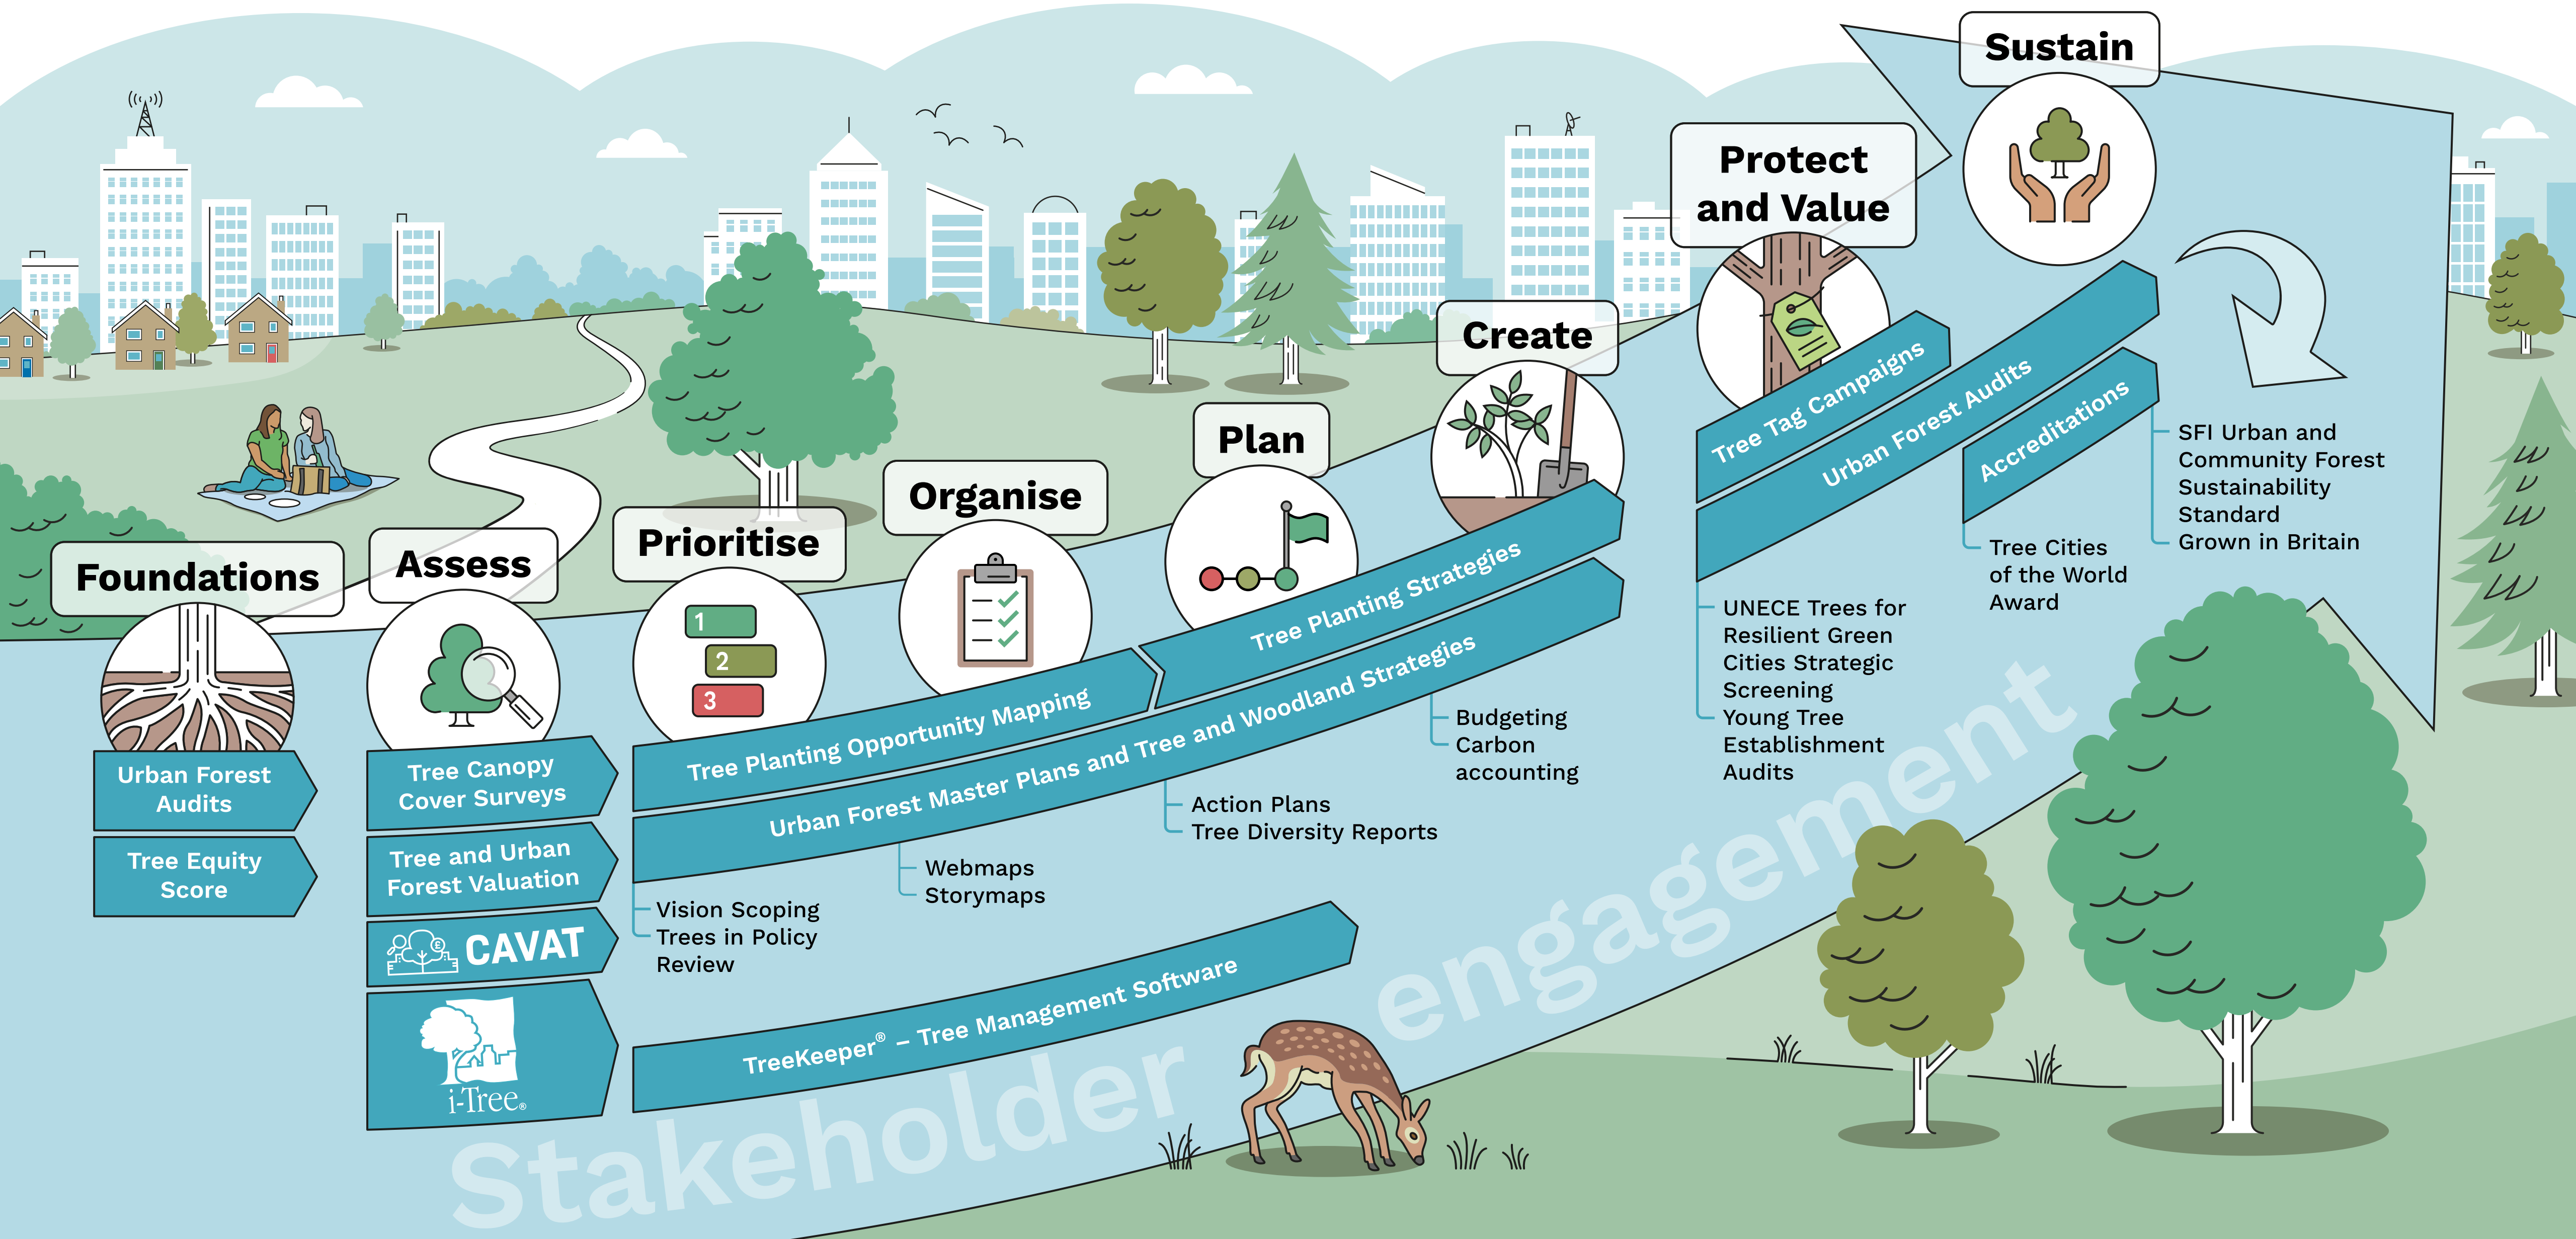 Sustain
Protect
and Value
Create
Plan
Organise
Prioritise
Assess
Foundations
1
2
3
Urban Forest
Audits
Tree Equity
Score
Tree Canopy
Cover Surveys
Tree and Urban
Forest Valuation
£
CAVAT
i-Tree®
Tree Planting Opportunity Mapping
Tree Planting Strategies
Urban Forest Master Plans and Tree and Woodland Strategies
Vision Scoping
Trees in Policy
Review
Webmaps
Storymaps
Action Plans
Tree Diversity Reports
Budgeting
Carbon
accounting
TreeKeeper® – Tree Management Software
Tree Tag Campaigns
Urban Forest Audits
Accreditations
UNECE Trees for
Resilient Green
Cities Strategic
Screening
Young Tree
Establishment
Audits
Tree Cities
of the World
Award
SFI Urban and
Community Forest
Sustainability
Standard
Grown in Britain
Stakeholder engagement